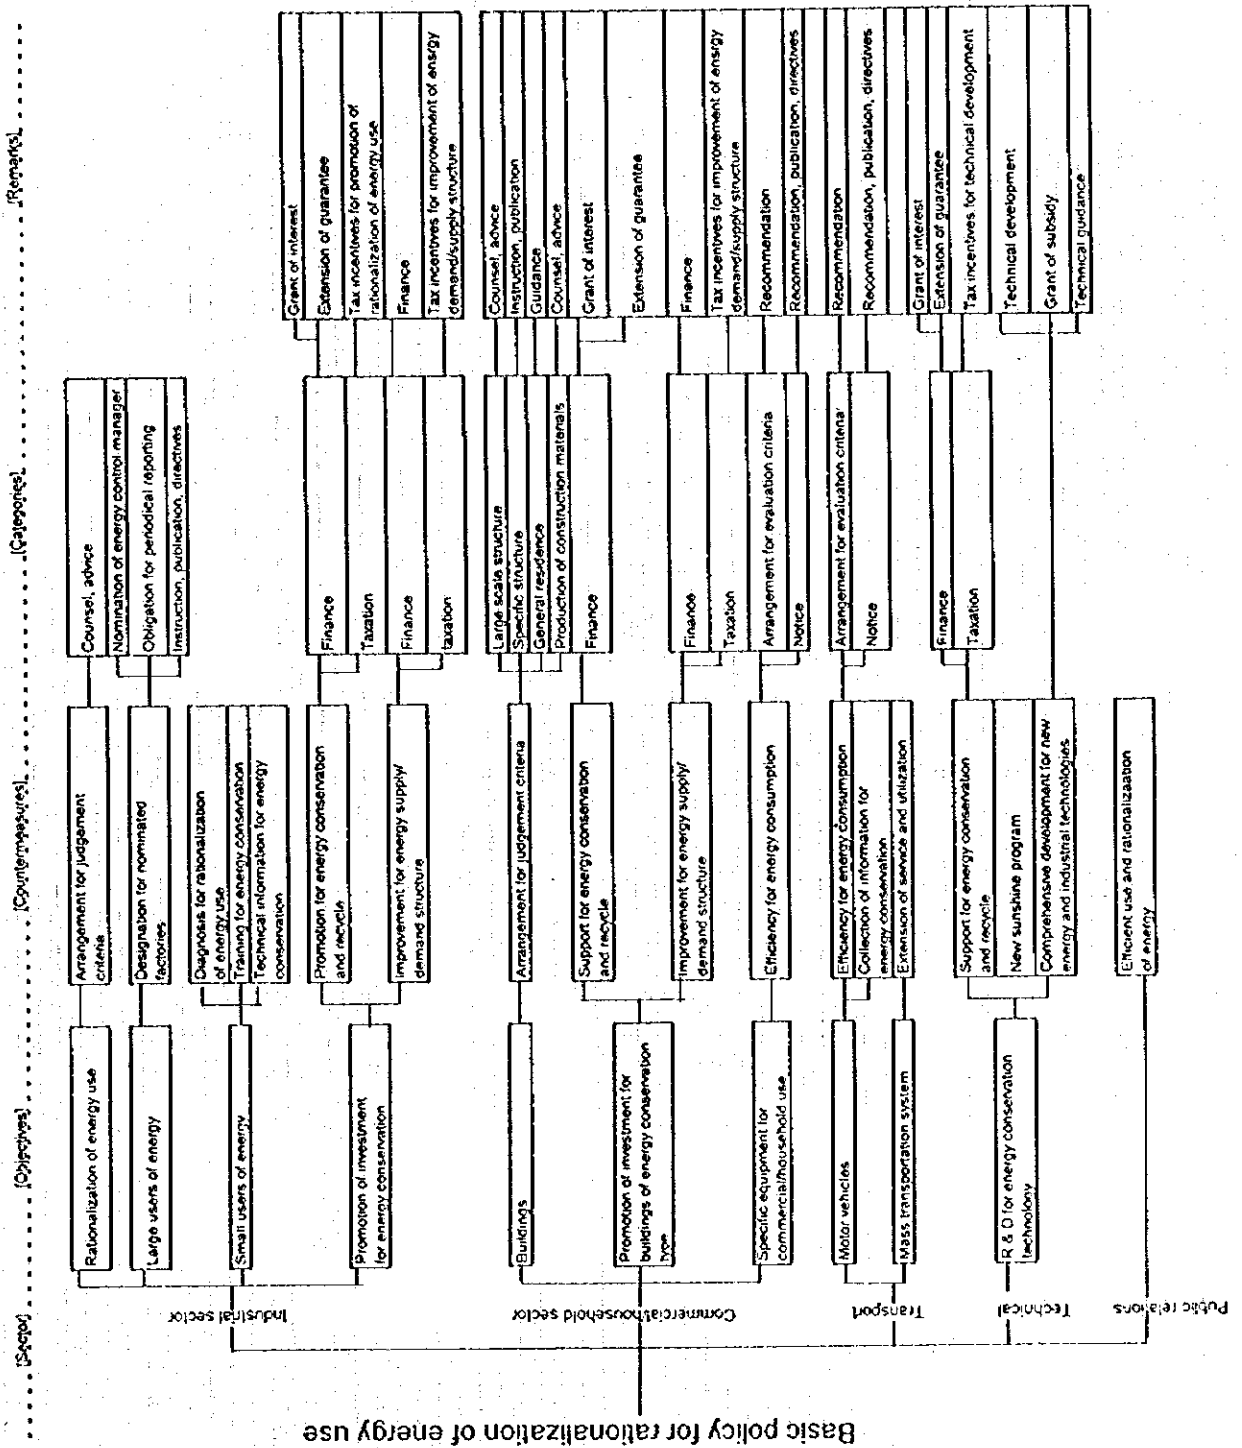 [Sector]
[Objectives]
[Countermeasures]
[Categories]
[Remarks]
Basic policy for rationalization of energy use
Industrial sector
Rationalization of energy use
Arrangement for judgement
criteria
Counsel, advice
Large users of energy
Designation for nominated
factories
Nomination of energy control manager
Obligation for periodical reporting
Instruction, publication, directives
Small users of energy
Diagnosis for rationalization
of energy use
Training for energy conservation
Technical information for energy
conservation
Promotion of investment
for energy conservation
Promotion for energy conservation
and recycle
Finance
Grant of interest
Extension of guarantee
Taxation
Tax incentives for promotion of
rationalization of energy use
Improvement for energy supply/
demand structure
Finance
Finance
taxation
Tax incentives for improvement of ensrgy
demand/supply structure
Commercial/household sector
Buildings
Arrangement for judgement criteria
Large scale structure
Counsel, advice
Specific structure
Instruction, publication
General residence
Guidance
Production of construction materials
Counsel, advice
Promotion of investment for
buildings of energy conservation
type
Support for energy conservation
and recycle
Finance
Grant of interest
Extension of guarantee
Improvement for energy supply/
demand structure
Finance
Finance
Taxation
Tax incentives for improvement of ensrgy
demand/supply structure
Specific equipment for
commercial/household use
Efficiency for energy consumption
Arrangement for evaluation criteria
Recommendation
Notice
Recommendation, publication, directives
Transport
Motor vehicles
Efficiency for energy consumption
Arrangement for evaluation criteria
Recommendation
Notice
Recommendation, publication, directives
Collection of information for
energy conservation
Mass transportation system
Extension of service and utilization
Technical
R & D for energy conservation
technology
Support for energy conservation
and recycle
Finance
Grant of interest
Extension of guarantee
Taxation
Tax incentives for technical development
New sunshine program
Comprehensive development for new
energy and industrial technologies
Technical development
Grant of subsidy
Technical guidance
Public relations
Efficient use and rationalizaation
of energy